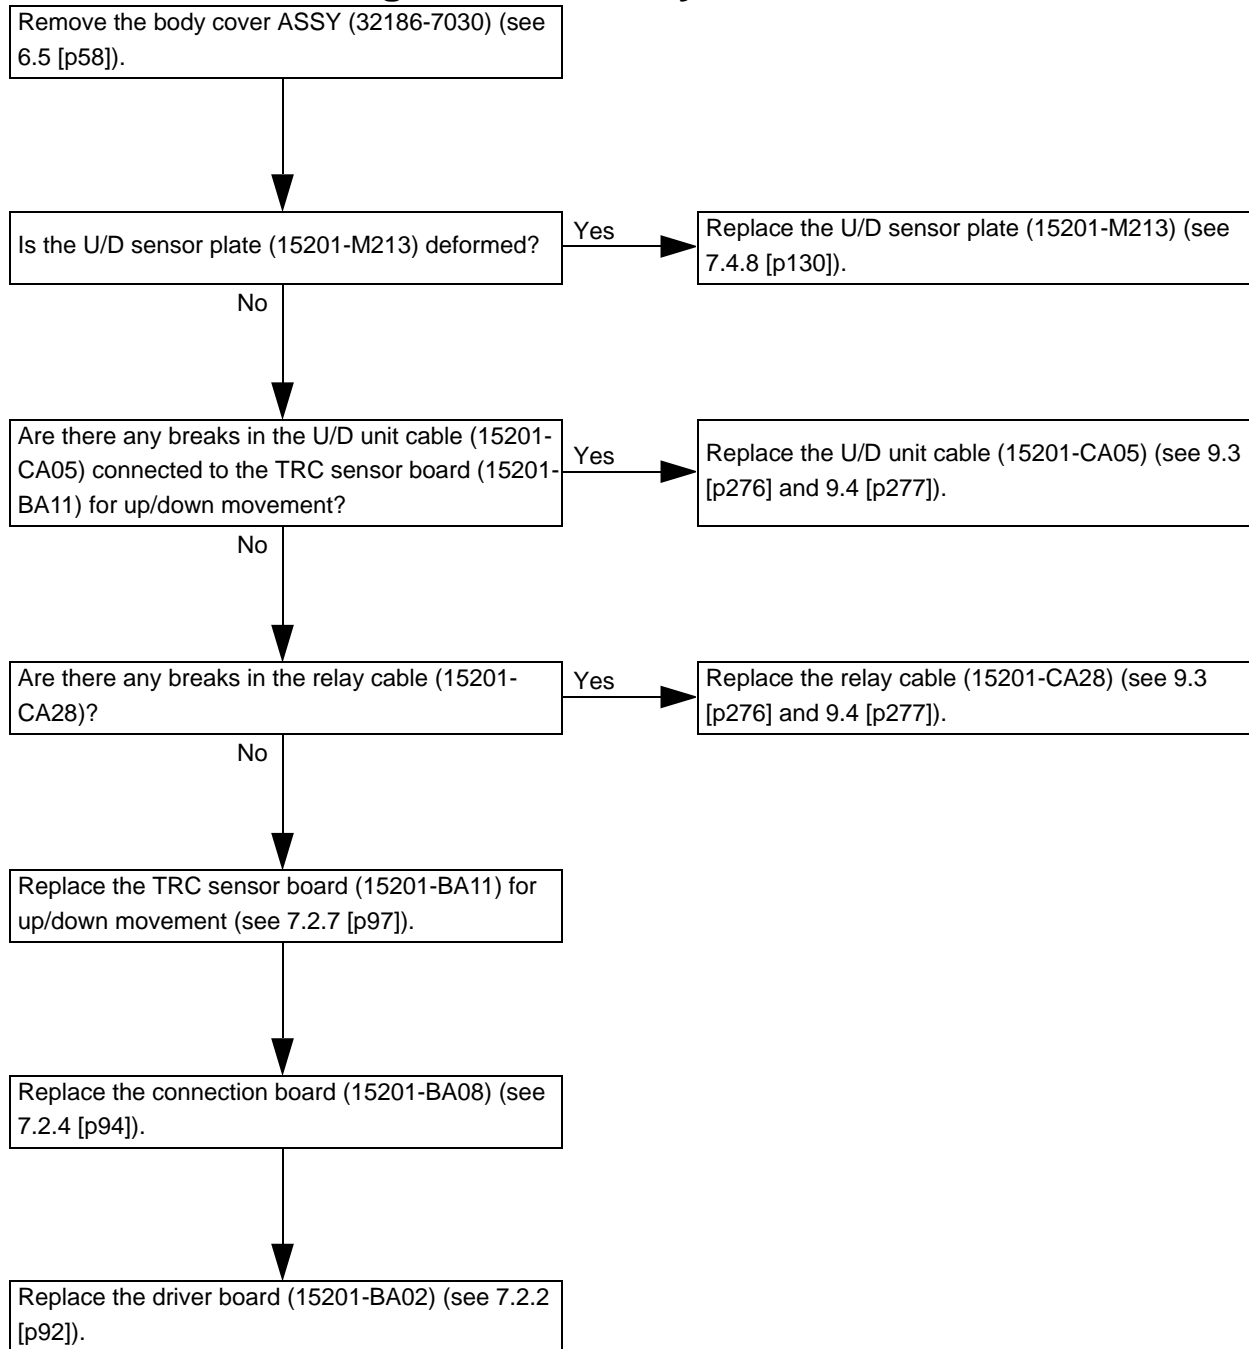 Remove the body cover ASSY (32186-7030) (see
6.5 [p58]).
Is the U/D sensor plate (15201-M213) deformed?
Yes
Replace the U/D sensor plate (15201-M213) (see
7.4.8 [p130]).
No
Are there any breaks in the U/D unit cable (15201-
CA05) connected to the TRC sensor board (15201-
BA11) for up/down movement?
Yes
Replace the U/D unit cable (15201-CA05) (see 9.3
[p276] and 9.4 [p277]).
No
Are there any breaks in the relay cable (15201-
CA28)?
Yes
Replace the relay cable (15201-CA28) (see 9.3
[p276] and 9.4 [p277]).
No
Replace the TRC sensor board (15201-BA11) for
up/down movement (see 7.2.7 [p97]).
Replace the connection board (15201-BA08) (see
7.2.4 [p94]).
Replace the driver board (15201-BA02) (see 7.2.2
[p92]).